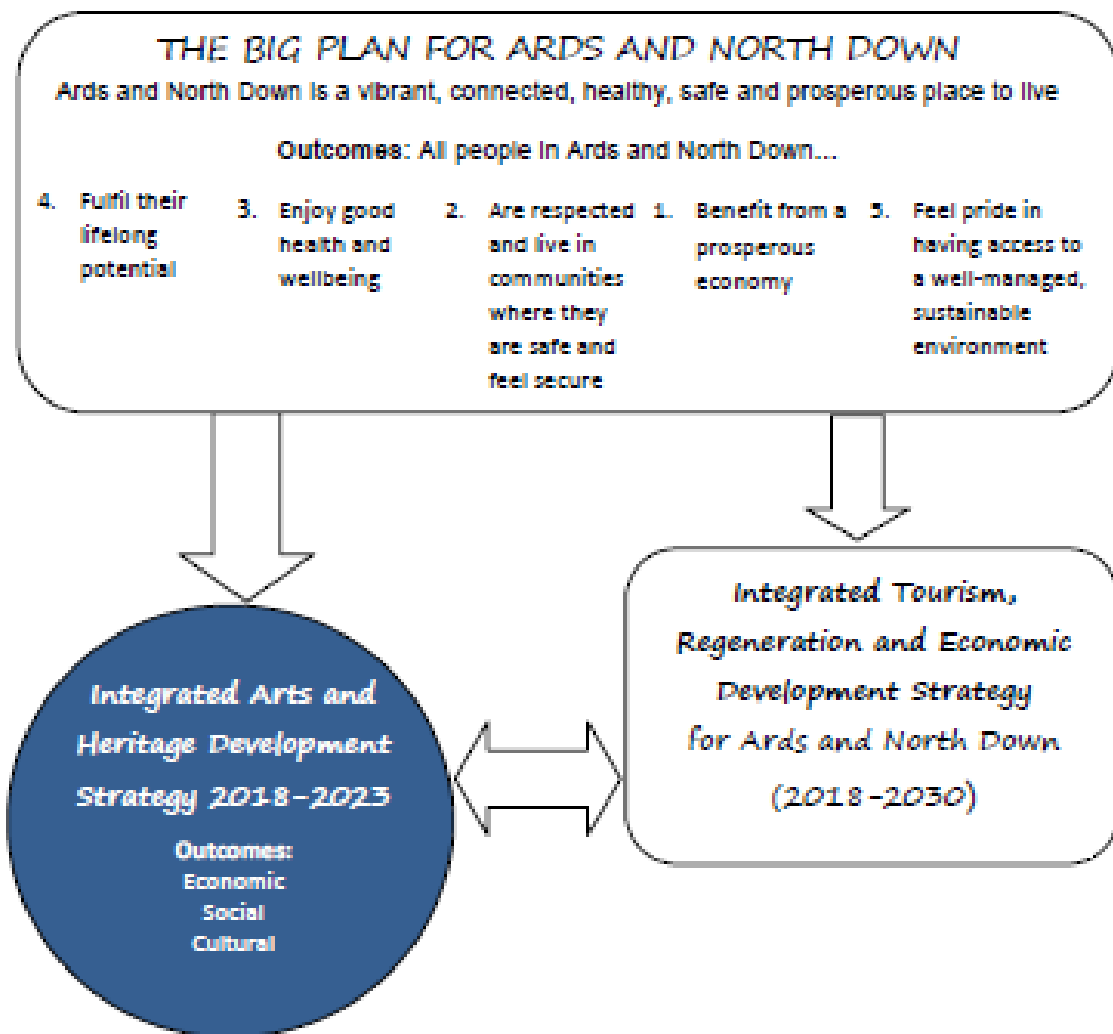 THE BIG PLAN FOR ARDS AND NORTH DOWN
Ards and North Down is a vibrant, connected, healthy, safe and prosperous place to live
Outcomes: All people in Ards and North Down...
4. Fulfil their
lifelong
potential
3. Enjoy good
health and
wellbeing
2. Are respected
and live in
communities
where they
are safe and
feel secure
1. Benefit from a
prosperous
economy
5. Feel pride in
having access to
a well-managed,
sustainable
environment
Integrated Arts and
Heritage Development
Strategy 2018-2023
Outcomes:
Economic
Social
Cultural
Integrated Tourism,
Regeneration and Economic
Development Strategy
for Ards and North Down
(2018-2030)